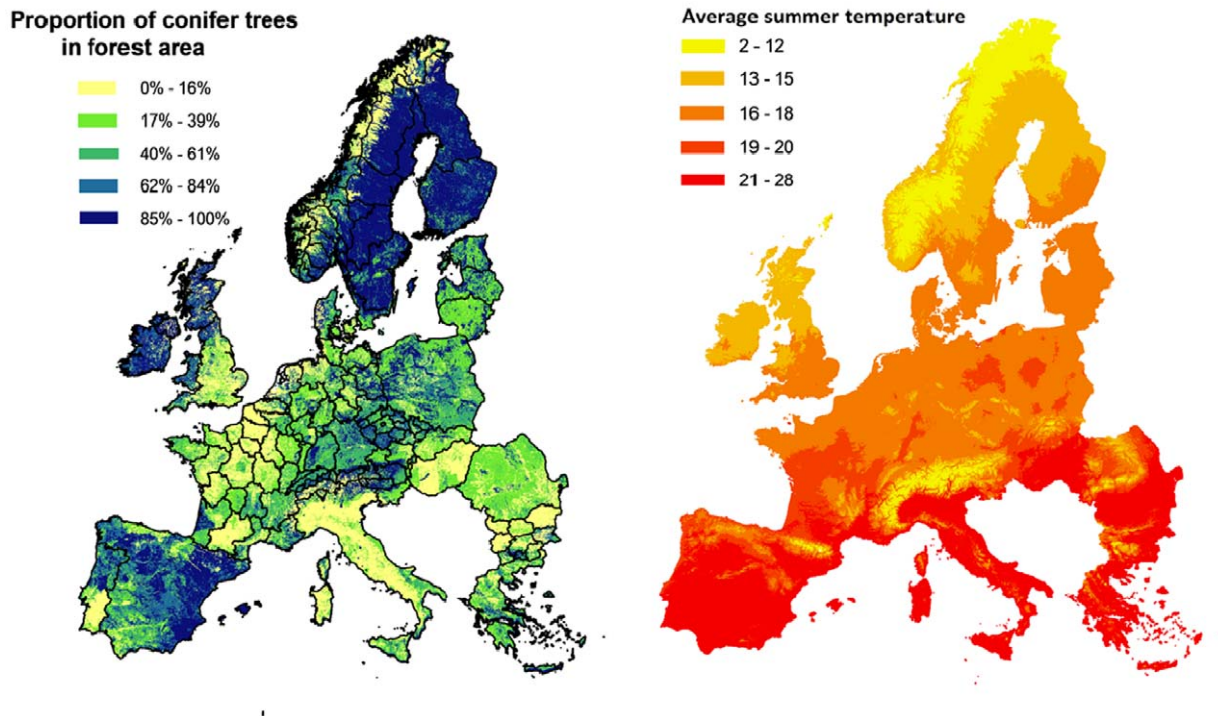 Proportion of conifer trees
in forest area
0% - 16%
17% - 39%
40% - 61%
62% - 84%
85% - 100%
Average summer temperature
2 - 12
13 - 15
16 - 18
19 - 20
21 - 28